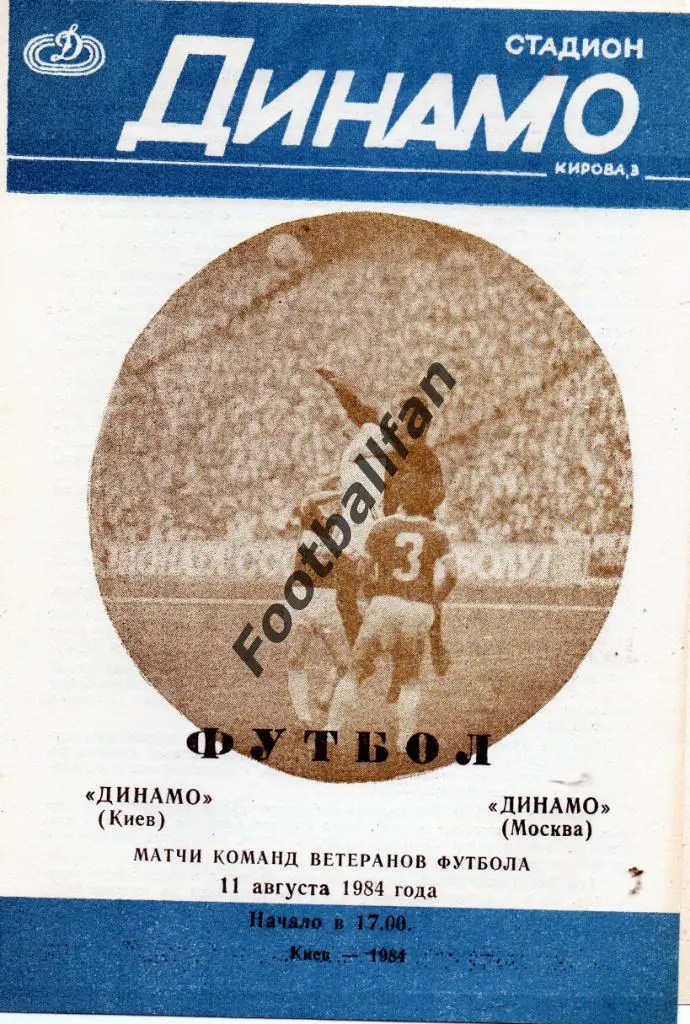 СТАДИОН
ДИНАМО
КИРОВА, 3
Footballfan
3
ФУТБОЛ
«ДИНАМО»
(Киев)
«ДИНАМО»
(Москва)
МАТЧИ КОМАНД ВЕТЕРАНОВ ФУТБОЛА
11 августа 1984 года
Начало в 17.00.
Киев — 1984